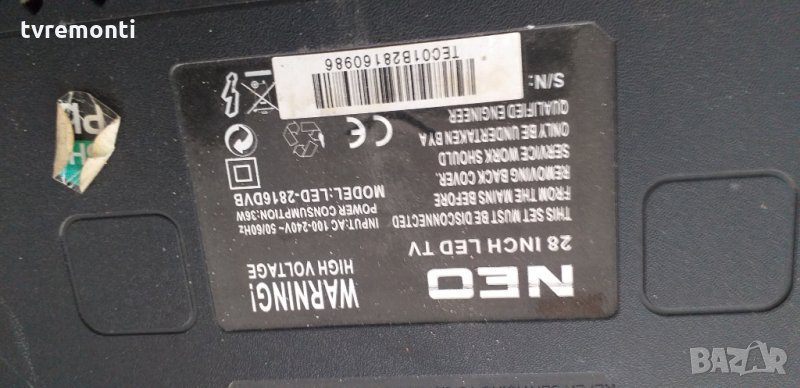 tvremonti
NEO
28 INCH LED TV
THIS SET MUST BE DISCONNECTED
FROM THE MAINS BEFORE
REMOVING BACK COVER.
SERVICE WORK SHOULD
ONLY BE UNDERTAKEN BY A
QUALIFIED ENGINEER
S/N:
TEC01B28160986
WARNING!
HIGH VOLTAGE
INPUT:AC 100-240V~ 50/60Hz
POWER CONSUMPTION:36W
MODEL:LED-2816DVB
CE
BAZAR